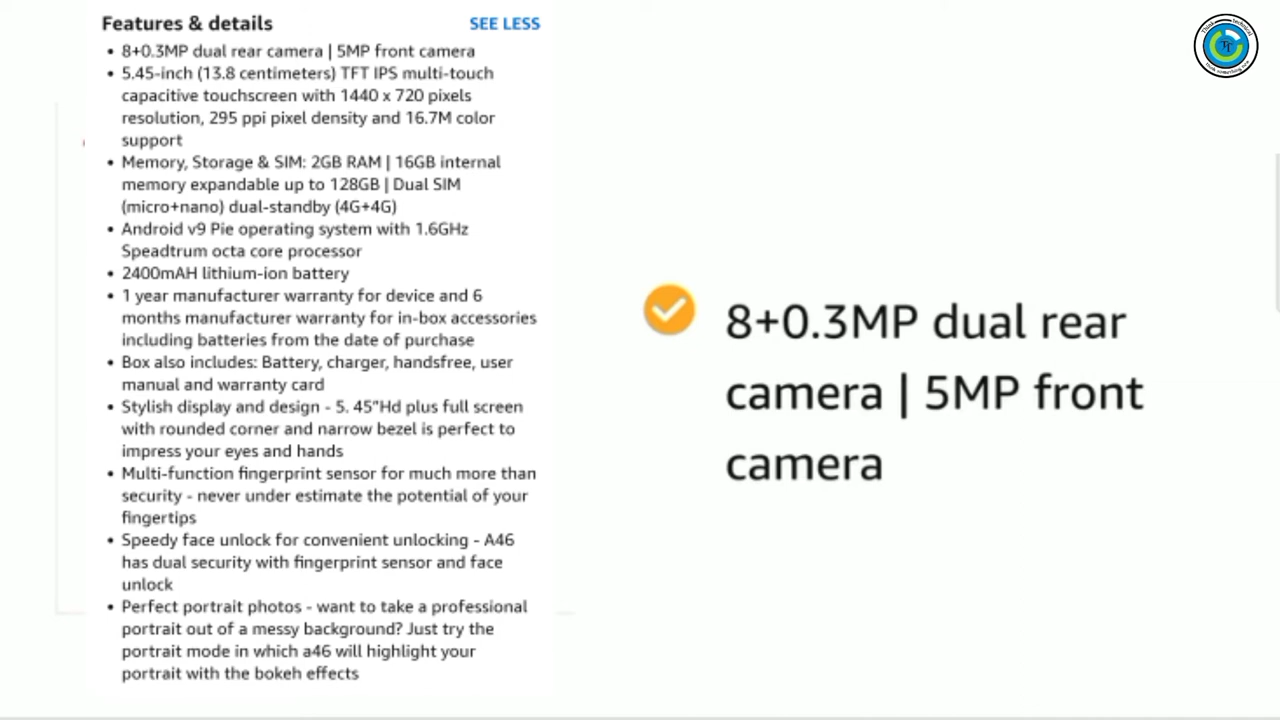 Features & details
SEE LESS
• 8+0.3MP dual rear camera | 5MP front camera
• 5.45-inch (13.8 centimeters) TFT IPS multi-touch
capacitive touchscreen with 1440 x 720 pixels
resolution, 295 ppi pixel density and 16.7M color
support
• Memory, Storage & SIM: 2GB RAM | 16GB internal
memory expandable up to 128GB | Dual SIM
(micro+nano) dual-standby (4G+4G)
• Android v9 Pie operating system with 1.6GHz
Speadtrum octa core processor
• 2400mAH lithium-ion battery
• 1 year manufacturer warranty for device and 6
months manufacturer warranty for in-box accessories
including batteries from the date of purchase
• Box also includes: Battery, charger, handsfree, user
manual and warranty card
• Stylish display and design - 5. 45"Hd plus full screen
with rounded corner and narrow bezel is perfect to
impress your eyes and hands
• Multi-function fingerprint sensor for much more than
security - never under estimate the potential of your
fingertips
• Speedy face unlock for convenient unlocking - A46
has dual security with fingerprint sensor and face
unlock
• Perfect portrait photos - want to take a professional
portrait out of a messy background? Just try the
portrait mode in which a46 will highlight your
portrait with the bokeh effects
8+0.3MP dual rear
camera | 5MP front
camera
Think technical
TT